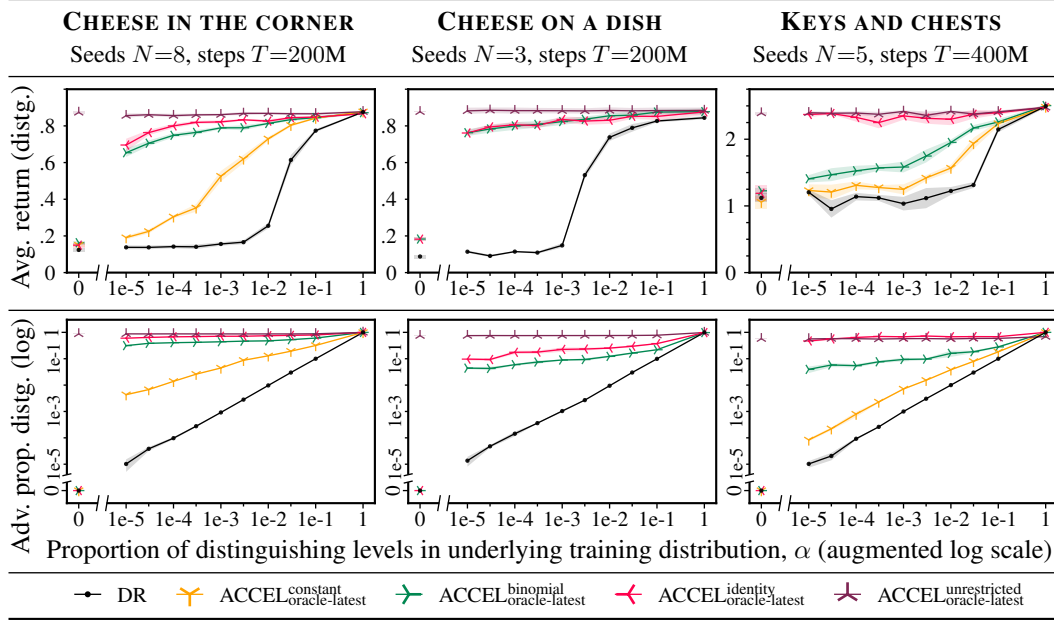 CHEESE IN THE CORNER CHEESE ON A DISH KEYS AND CHESTS
Seeds N=8, steps T=200M Seeds N=3, steps T=200M Seeds N=5, steps T=400M
Avg. return (distg.)
1
.8
.6
.4
.2
0
0 1e-5 1e-4 1e-3 1e-2 1e-1 1
1
.8
.6
.4
.2
0
0 1e-5 1e-4 1e-3 1e-2 1e-1 1
2
1
0
0 1e-5 1e-4 1e-3 1e-2 1e-1 1
Adv. prop. distg. (log)
1
1e-1
1e-3
1e-5
0
0 1e-5 1e-4 1e-3 1e-2 1e-1 1
1
1e-1
1e-3
1e-5
0
0 1e-5 1e-4 1e-3 1e-2 1e-1 1
1
1e-1
1e-3
1e-5
0
0 1e-5 1e-4 1e-3 1e-2 1e-1 1
Proportion of distinguishing levels in underlying training distribution, α (augmented log scale)
DR ACCEL constant oracle-latest ACCEL binomial oracle-latest ACCEL identity oracle-latest ACCEL unrestricted oracle-latest